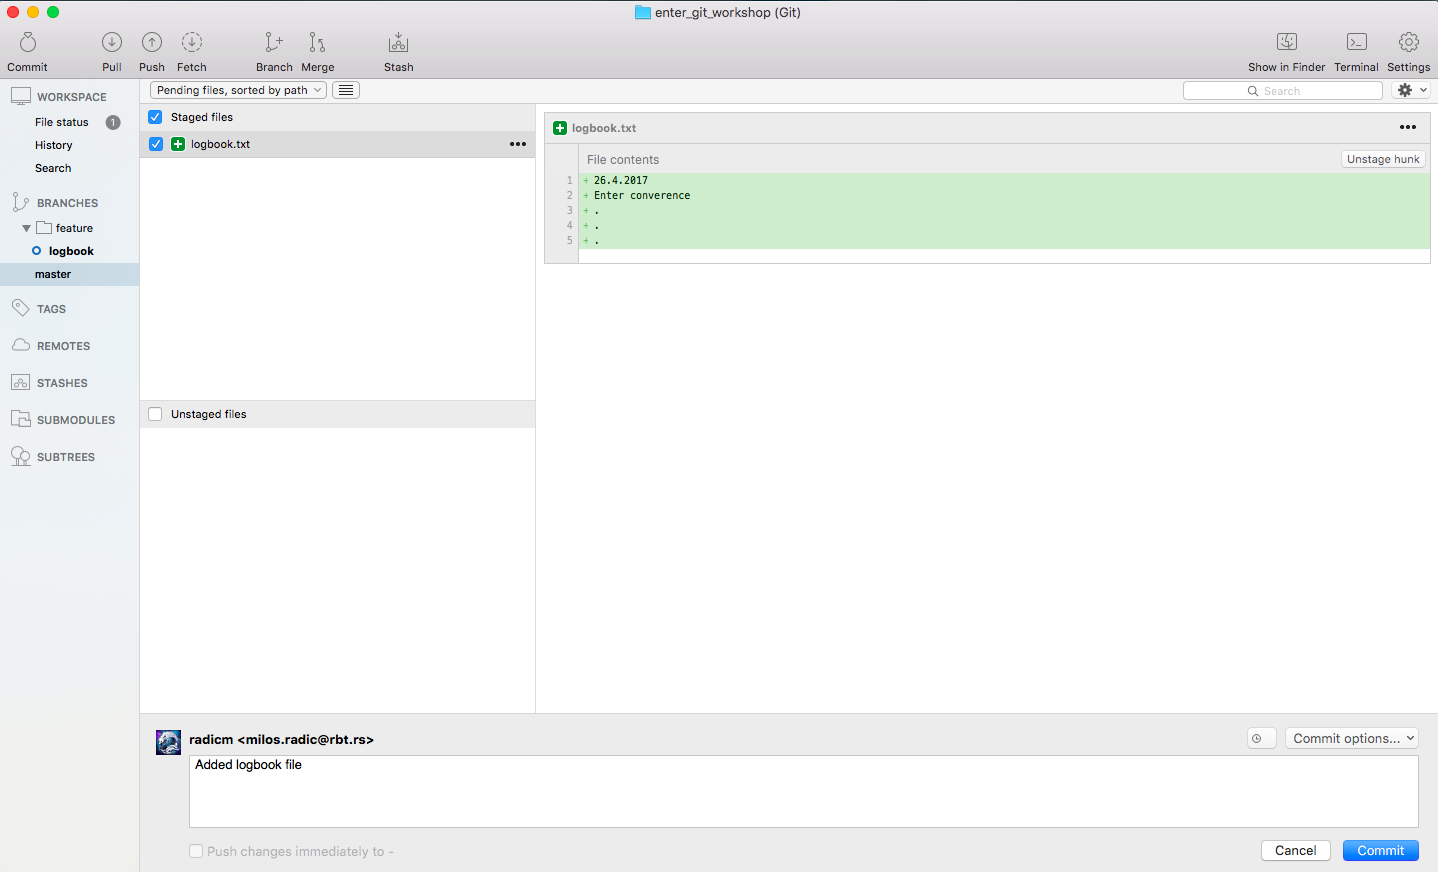 enter_git_workshop (Git)
Commit
Pull
Push
Fetch
Branch
Merge
Stash
Show in Finder
Terminal
Settings
WORKSPACE
File status 1
History
Search
BRANCHES
feature
logbook
master
TAGS
REMOTES
STASHES
SUBMODULES
SUBTREES
Pending files, sorted by path
Search
Staged files
logbook.txt
Unstaged files
logbook.txt
File contents
Unstage hunk
1 + 26.4.2017
2 + Enter converence
3 + .
4 + .
5 + .
radicm <milos.radic@rbt.rs>
Commit options...
Added logbook file
Push changes immediately to -
Cancel
Commit